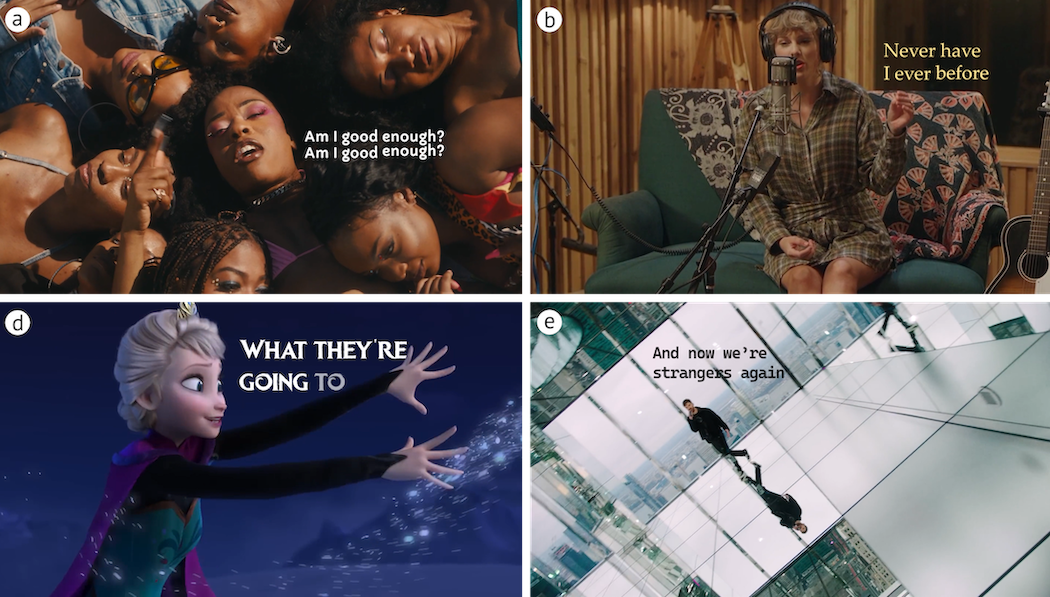 a
Am I good enough?
Am I good enough?
b
Never have
I ever before
d
WHAT THEY'RE
GOING TO
e
And now we're
strangers again